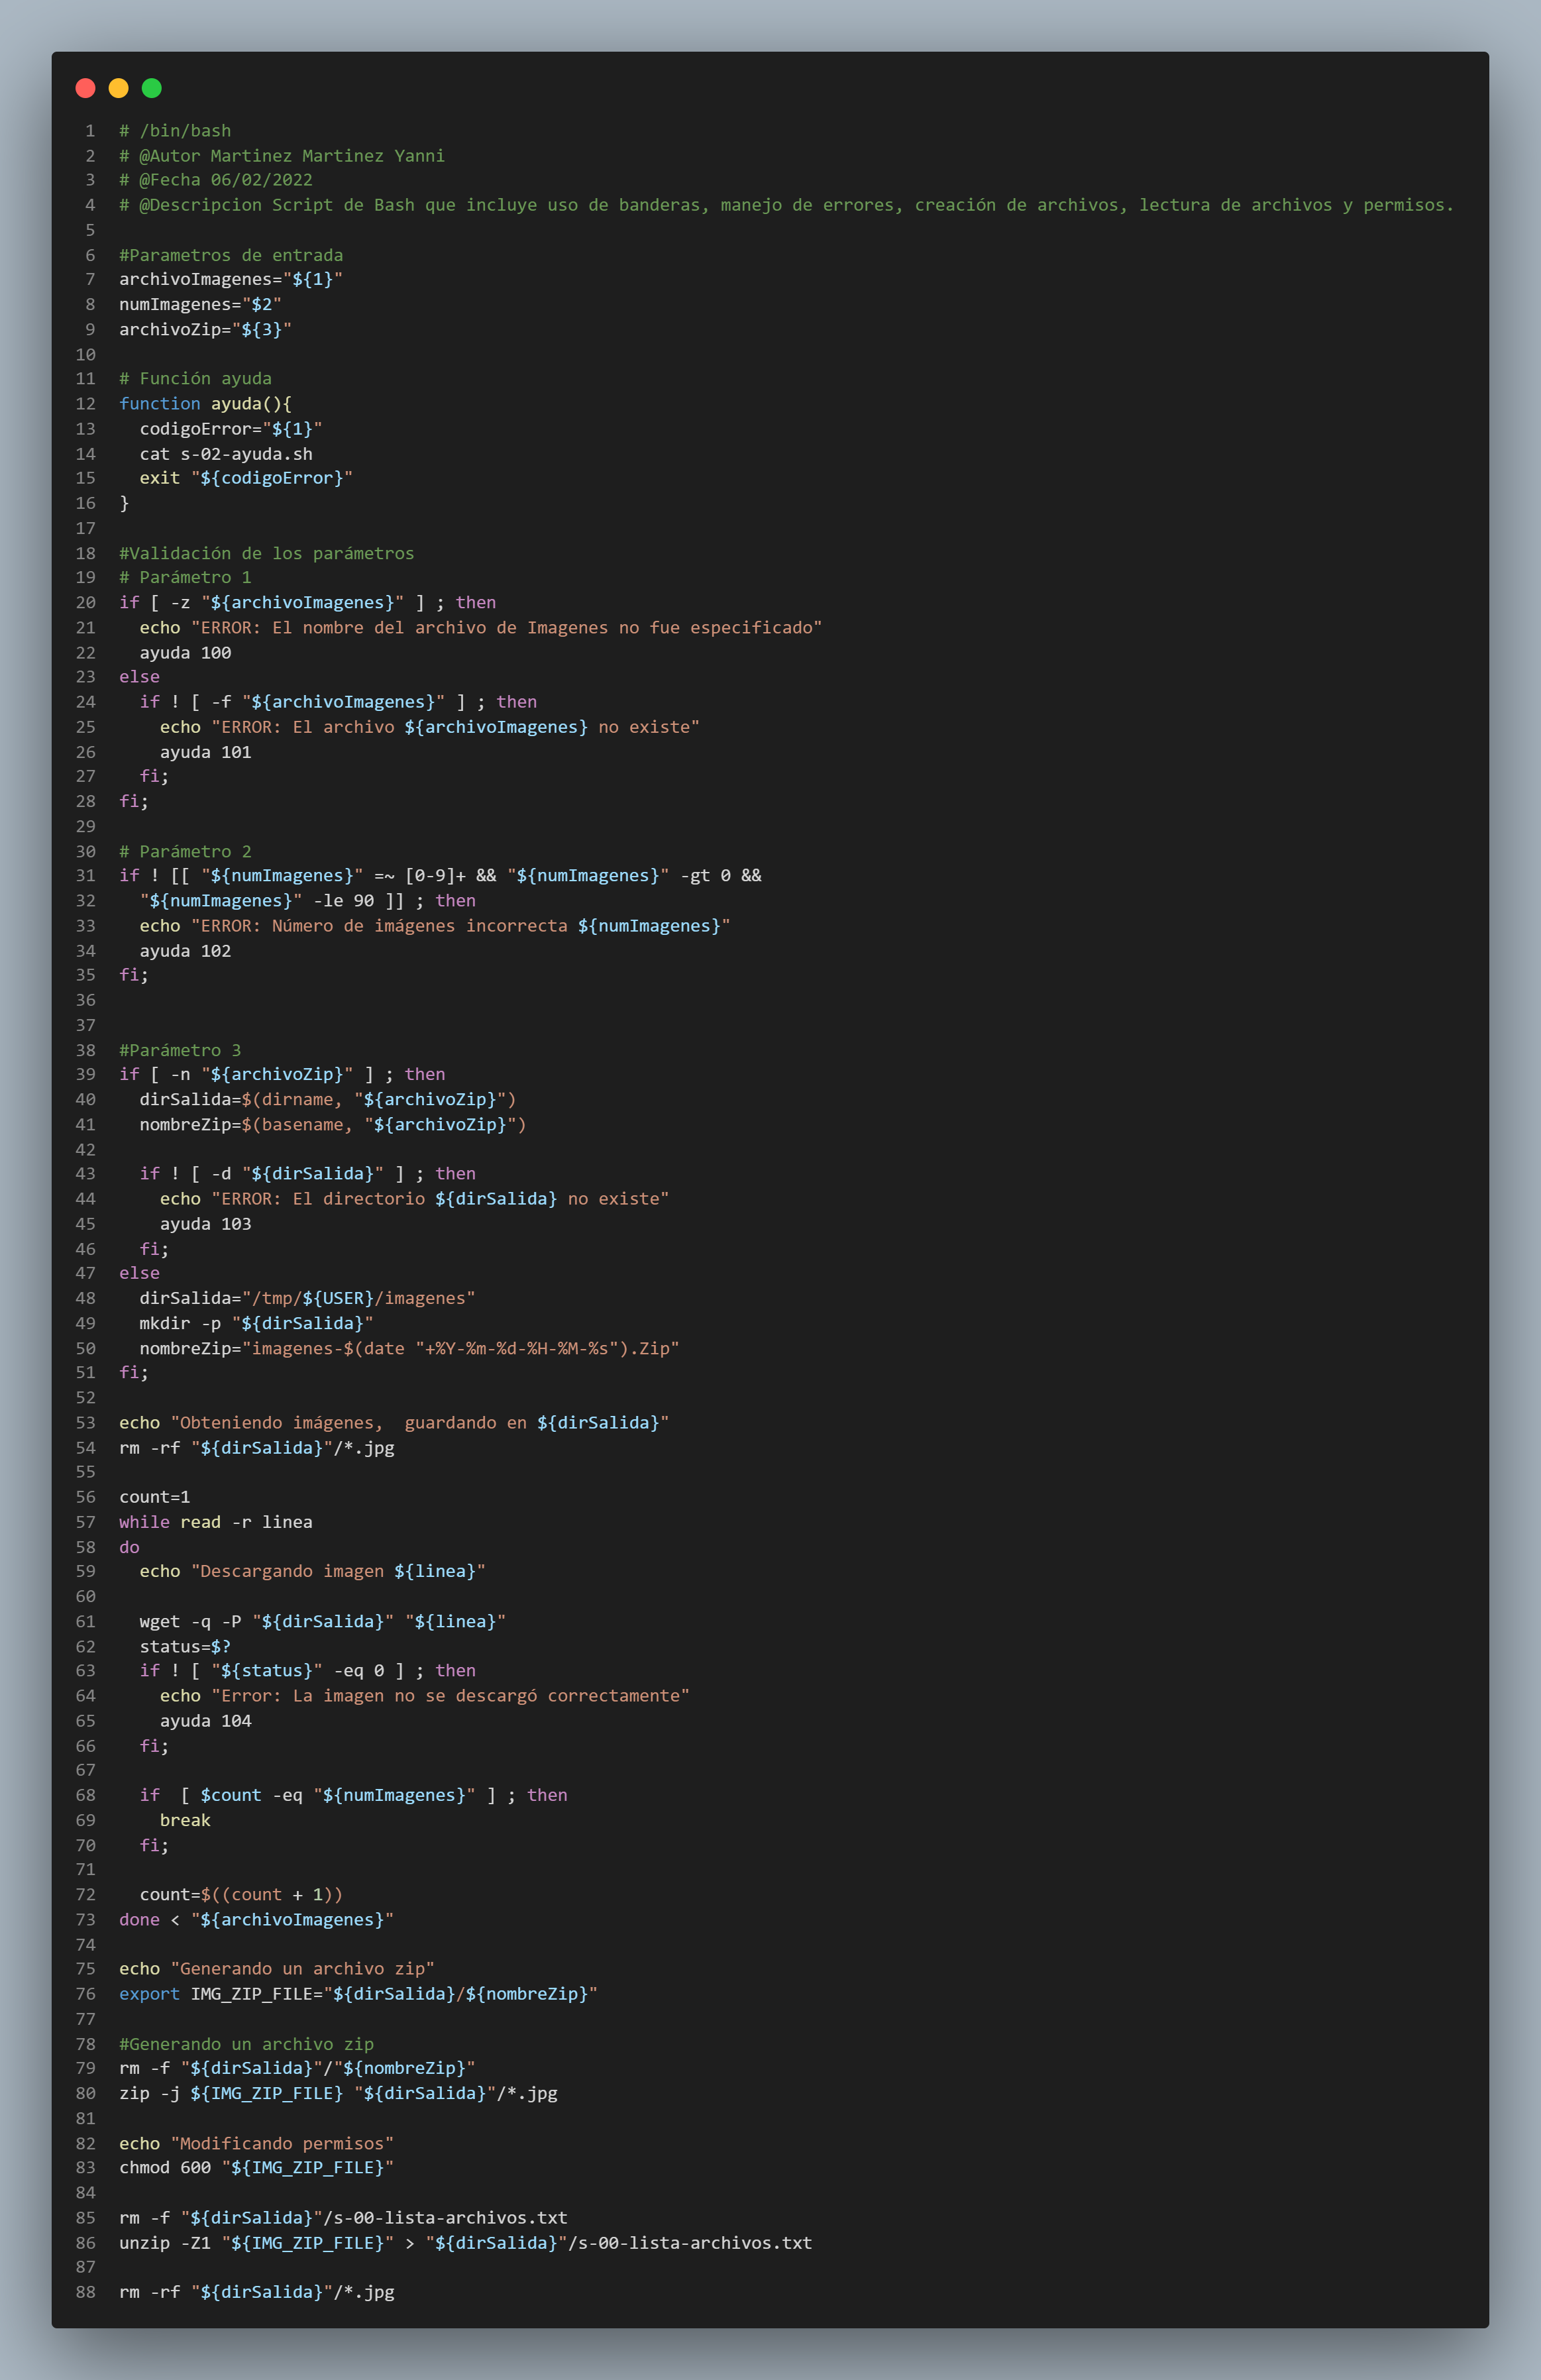 1 # /bin/bash
2 # @Autor Martinez Martinez Yanni
3 # @Fecha 06/02/2022
4 # @Descripcion Script de Bash que incluye uso de banderas, manejo de errores, creación de archivos, lectura de archivos y permisos.
5
6 #Parametros de entrada
7 archivoImagenes="${1}"
8 numImagenes="$2"
9 archivoZip="${3}"
10
11 # Función ayuda
12 function ayuda(){
13   codigoError="${1}"
14   cat s-02-ayuda.sh
15   exit "${codigoError}"
16 }
17
18 #Validación de los parámetros
19 # Parámetro 1
20 if [ -z "${archivoImagenes}" ] ; then
21   echo "ERROR: El nombre del archivo de Imagenes no fue especificado"
22   ayuda 100
23 else
24   if ! [ -f "${archivoImagenes}" ] ; then
25     echo "ERROR: El archivo ${archivoImagenes} no existe"
26     ayuda 101
27   fi;
28 fi;
29
30 # Parámetro 2
31 if ! [[ "${numImagenes}" =~ [0-9]+ && "${numImagenes}" -gt 0 &&
32   "${numImagenes}" -le 90 ]] ; then
33   echo "ERROR: Número de imágenes incorrecta ${numImagenes}"
34   ayuda 102
35 fi;
36
37
38 #Parámetro 3
39 if [ -n "${archivoZip}" ] ; then
40   dirSalida=$(dirname, "${archivoZip}")
41   nombreZip=$(basename, "${archivoZip}")
42
43   if ! [ -d "${dirSalida}" ] ; then
44     echo "ERROR: El directorio ${dirSalida} no existe"
45     ayuda 103
46   fi;
47 else
48   dirSalida="/tmp/${USER}/imagenes"
49   mkdir -p "${dirSalida}"
50   nombreZip="imagenes-$(date "+%Y-%m-%d-%H-%M-%s").Zip"
51 fi;
52
53 echo "Obteniendo imágenes,  guardando en ${dirSalida}"
54 rm -rf "${dirSalida}"/*.jpg
55
56 count=1
57 while read -r linea
58 do
59   echo "Descargando imagen ${linea}"
60
61   wget -q -P "${dirSalida}" "${linea}"
62   status=$?
63   if ! [ "${status}" -eq 0 ] ; then
64     echo "Error: La imagen no se descargó correctamente"
65     ayuda 104
66   fi;
67
68   if  [ $count -eq "${numImagenes}" ] ; then
69     break
70   fi;
71
72   count=$((count + 1))
73 done < "${archivoImagenes}"
74
75 echo "Generando un archivo zip"
76 export IMG_ZIP_FILE="${dirSalida}/${nombreZip}"
77
78 #Generando un archivo zip
79 rm -f "${dirSalida}"/"${nombreZip}"
80 zip -j ${IMG_ZIP_FILE} "${dirSalida}"/*.jpg
81
82 echo "Modificando permisos"
83 chmod 600 "${IMG_ZIP_FILE}"
84
85 rm -f "${dirSalida}"/s-00-lista-archivos.txt
86 unzip -Z1 "${IMG_ZIP_FILE}" > "${dirSalida}"/s-00-lista-archivos.txt
87
88 rm -rf "${dirSalida}"/*.jpg